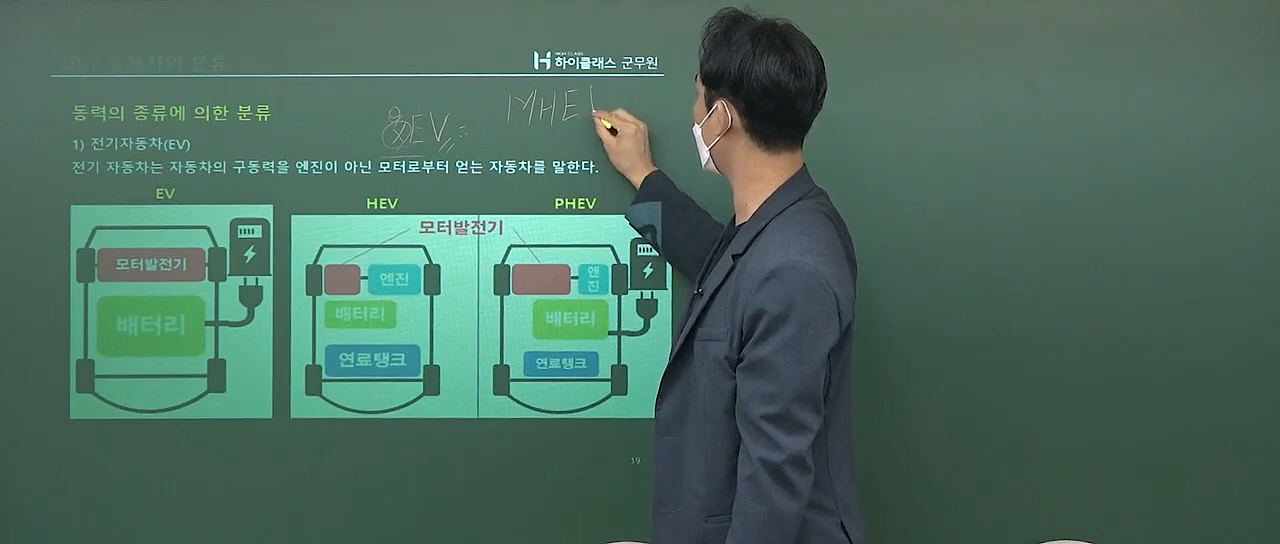 HIGH CLASS
하이클래스 군무원
동력의 종류에 의한 분류
EV
MHE
1) 전기자동차(EV)
전기 자동차는 자동차의 구동력을 엔진이 아닌 모터로부터 얻는 자동차를 말한다.
EV
HEV
PHEV
모터발전기
모터발전기
엔진
엔진
배터리
배터리
배터리
연료탱크
연료탱크
19